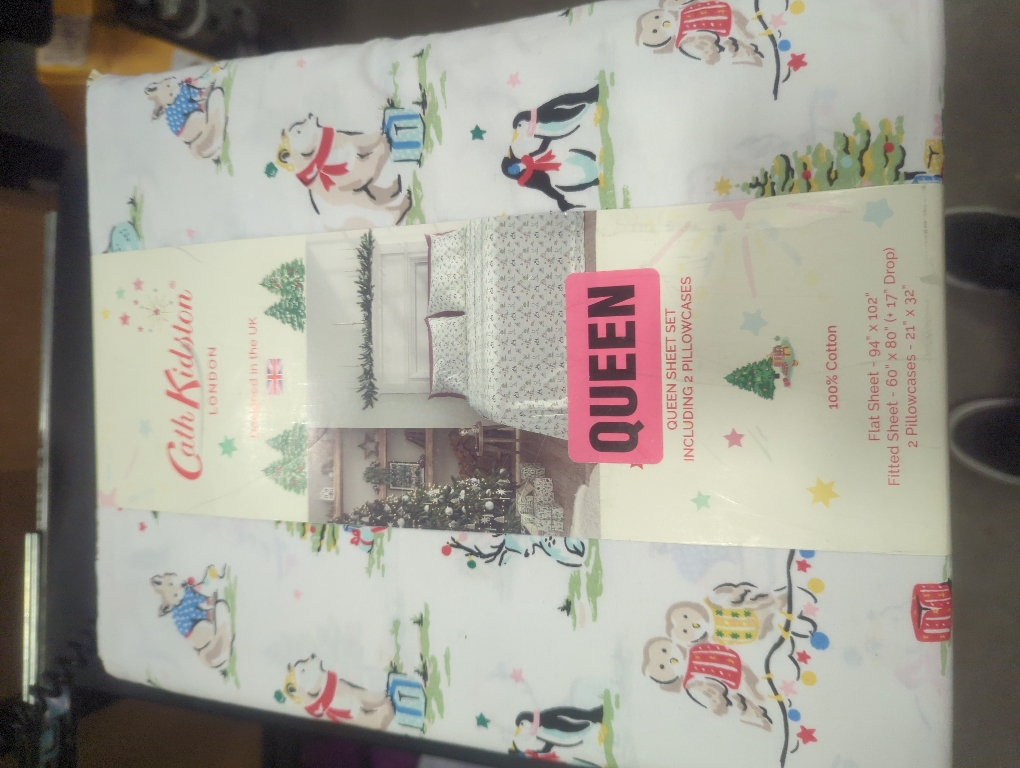 Cath Kidston
LONDON
designed in the UK
QUEEN
QUEEN SHEET SET
INCLUDING 2 PILLOWCASES
100% Cotton
Flat Sheet - 94" x 102"
Fitted Sheet - 60" x 80" (+ 17" Drop)
2 Pillowcases - 21" X 32"